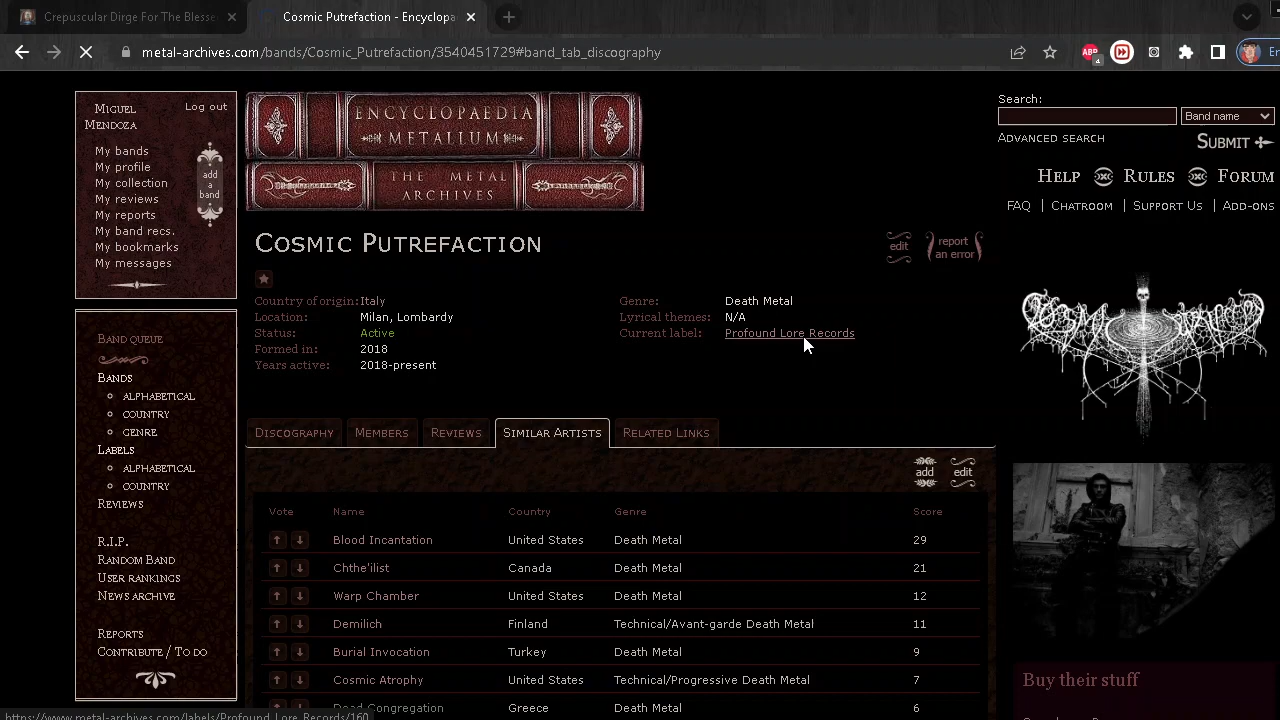 Crepuscular Dirge For The Blesse
Cosmic Putrefaction - Encyclopa
metal-archives.com/bands/Cosmic_Putrefaction/3540451729#band_tab_discography
ABP
4
En
Miguel Mendoza
Log out
My bands
My profile
My collection
My reviews
My reports
My band recs.
My bookmarks
My messages
add a band
ENCYCLOPAEDIA
METALLUM
THE METAL
ARCHIVES
Search:
Band name
Advanced search
Submit
Help Rules Forum
FAQ | Chatroom | Support Us | Add-ons
Cosmic Putrefaction
edit
report an error
Country of origin: Italy
Location: Milan, Lombardy
Status: Active
Formed in: 2018
Years active: 2018-present
Genre: Death Metal
Lyrical themes: N/A
Current label: Profound Lore Records
Band queue
Bands
alphabetical
country
genre
Labels
alphabetical
country
Reviews
R.I.P.
Random Band
User rankings
News archive
Reports
Contribute / To do
Discography Members Reviews Similar Artists Related Links
add edit
Vote Name Country Genre Score
Blood Incantation United States Death Metal 29
Chthe'ilist Canada Death Metal 21
Warp Chamber United States Death Metal 12
Demilich Finland Technical/Avant-garde Death Metal 11
Burial Invocation Turkey Death Metal 9
Cosmic Atrophy United States Technical/Progressive Death Metal 7
Dead Congregation Greece Death Metal 6
Buy their stuff
https://www.metal-archives.com/labels/Profound_Lore_Records/160